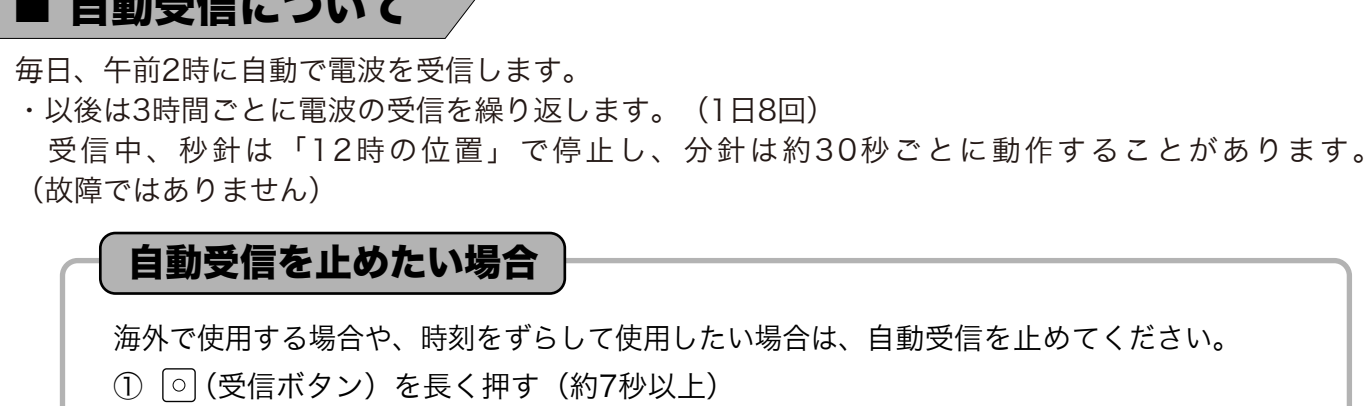 ■ 自動受信について
毎日、午前2時に自動で電波を受信します。
・以後は3時間ごとに電波の受信を繰り返します。（1日8回）
受信中、秒針は「12時の位置」で停止し、分針は約30秒ごとに動作することがあります。
（故障ではありません）
自動受信を止めたい場合
海外で使用する場合や、時刻をずらして使用したい場合は、自動受信を止めてください。
① （受信ボタン）を長く押す（約7秒以上）